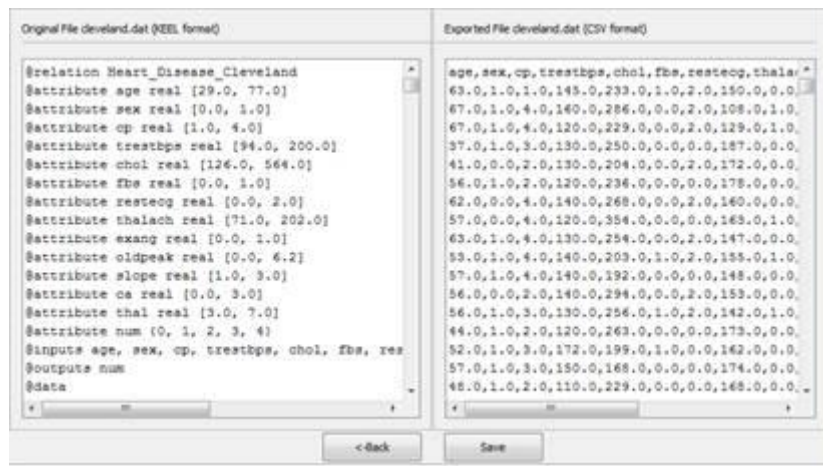 Original File cleveland.dat (KEEL format)
@relation Heart_Disease_Cleveland
@attribute age real [29.0, 77.0]
@attribute sex real [0.0, 1.0]
@attribute cp real [1.0, 4.0]
@attribute trestbps real [94.0, 200.0]
@attribute chol real [126.0, 564.0]
@attribute fbs real [0.0, 1.0]
@attribute restecg real [0.0, 2.0]
@attribute thalach real [71.0, 202.0]
@attribute exang real [0.0, 1.0]
@attribute oldpeak real [0.0, 6.2]
@attribute slope real [1.0, 3.0]
@attribute ca real [0.0, 3.0]
@attribute thal real [3.0, 7.0]
@attribute num {0, 1, 2, 3, 4}
@inputs age, sex, cp, trestbps, chol, fbs, res
@outputs num
@data
Exported File cleveland.dat (CSV format)
age,sex,cp,trestbps,chol,fbs,restecg,thala
63.0,1.0,1.0,145.0,233.0,1.0,2.0,150.0,0.0
67.0,1.0,4.0,160.0,286.0,0.0,2.0,108.0,1.0,
67.0,1.0,4.0,120.0,229.0,0.0,2.0,129.0,1.0,
37.0,1.0,3.0,130.0,250.0,0.0,0.0,187.0,0.0,
41.0,0.0,2.0,130.0,204.0,0.0,2.0,172.0,0.0,
56.0,1.0,2.0,120.0,236.0,0.0,0.0,178.0,0.0,
62.0,0.0,4.0,140.0,268.0,0.0,2.0,160.0,0.0,
57.0,0.0,4.0,120.0,354.0,0.0,0.0,163.0,1.0,
63.0,1.0,4.0,130.0,254.0,0.0,2.0,147.0,0.0,
53.0,1.0,4.0,140.0,203.0,1.0,2.0,155.0,1.0,
57.0,1.0,4.0,140.0,192.0,0.0,0.0,148.0,0.0,
56.0,0.0,2.0,140.0,294.0,0.0,2.0,153.0,0.0,
56.0,1.0,3.0,130.0,256.0,1.0,2.0,142.0,1.0,
44.0,1.0,2.0,120.0,263.0,0.0,0.0,173.0,0.0,
52.0,1.0,3.0,172.0,199.0,1.0,0.0,162.0,0.0,
57.0,1.0,3.0,150.0,168.0,0.0,0.0,174.0,0.0,
48.0,1.0,2.0,110.0,229.0,0.0,0.0,168.0,0.0,
<-Back
Save